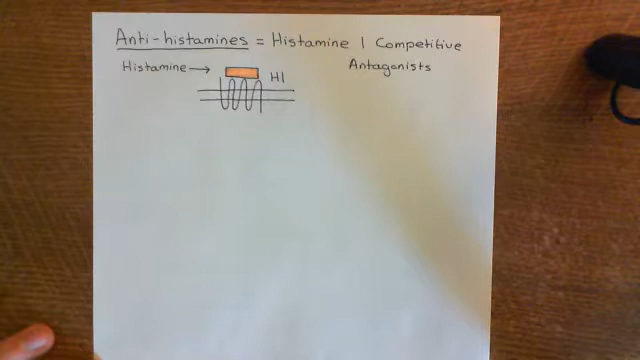 Anti-histamines = Histamine 1 Competitive
Antagonists
Histamine →
H1